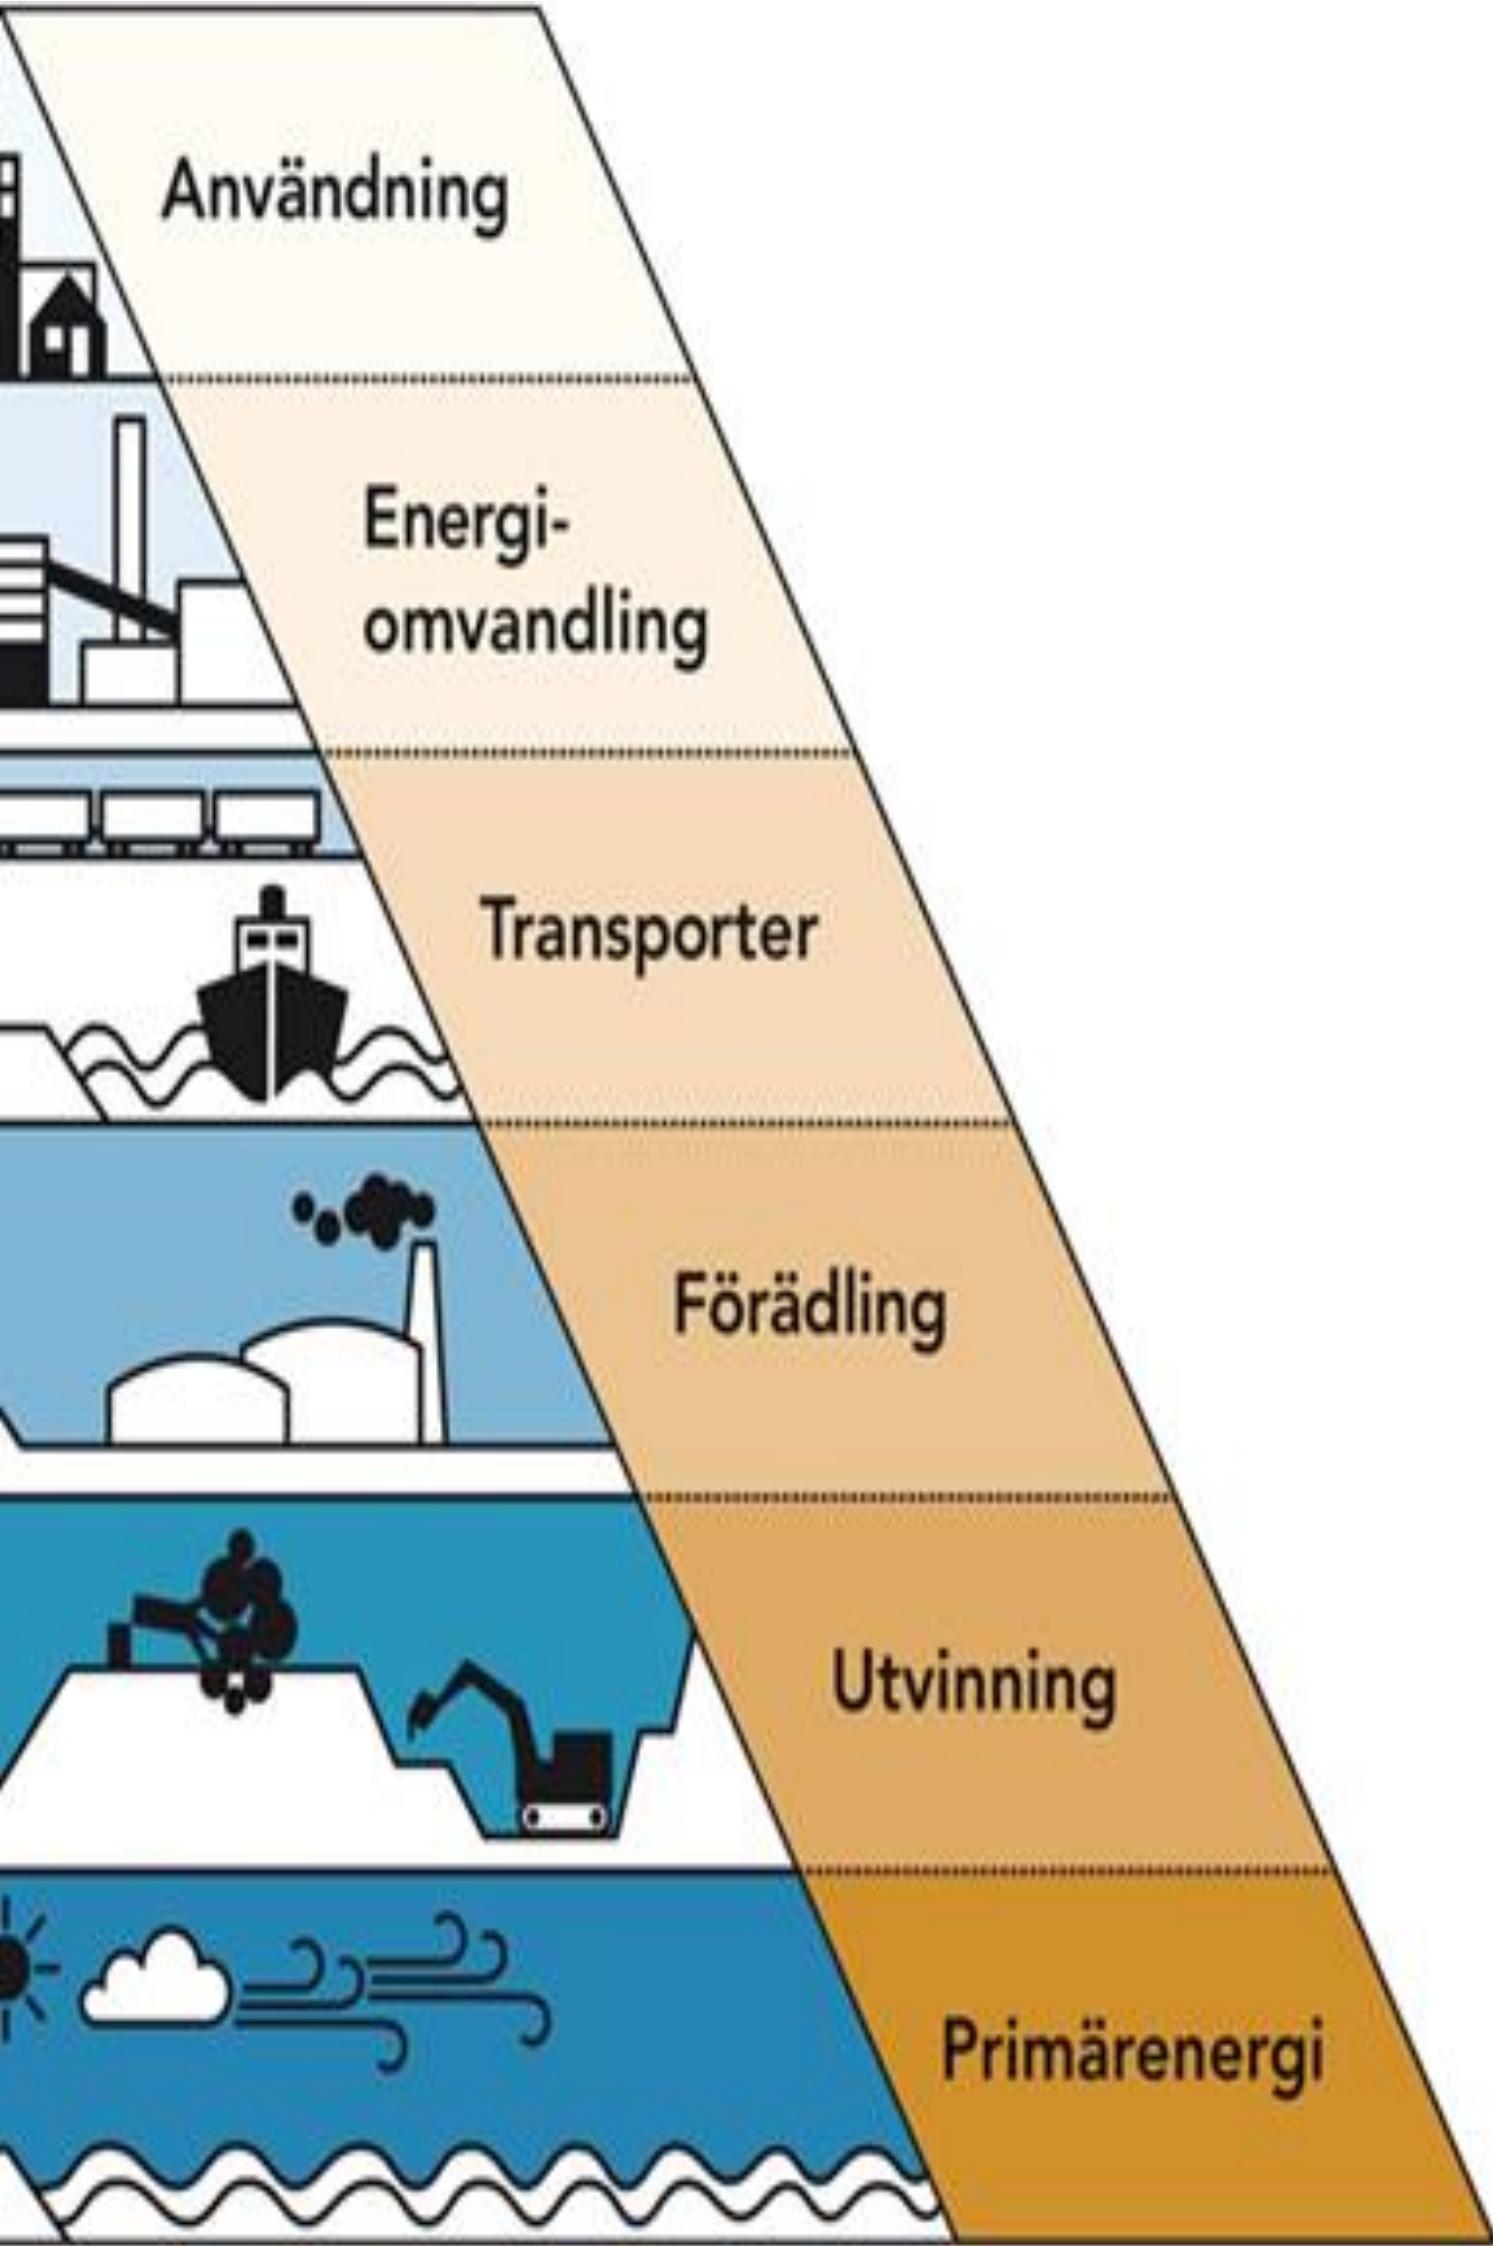 Användning
Energi-
omvandling
Transporter
Förädling
Utvinning
Primärenergi